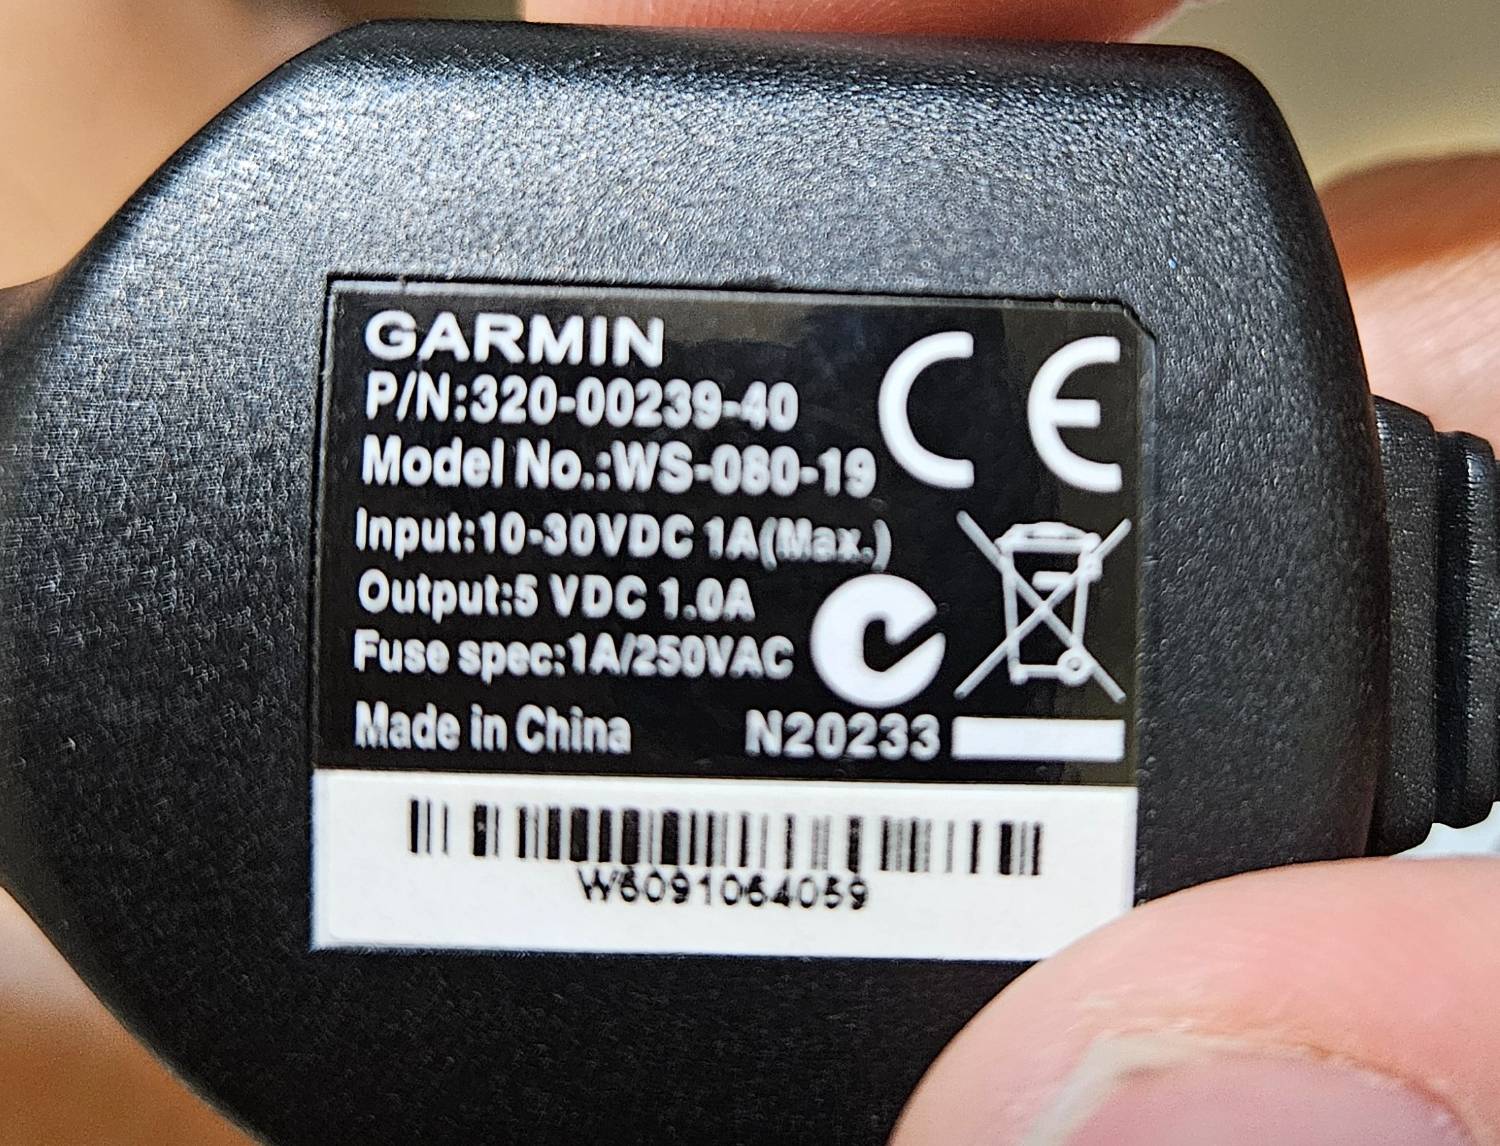 GARMIN
P/N:320-00239-40
Model No.:WS-080-19
Input:10-30VDC 1A(Max.)
Output:5 VDC 1.0A
Fuse spec:1A/250VAC
Made in China
N20233
CE
W6091064059